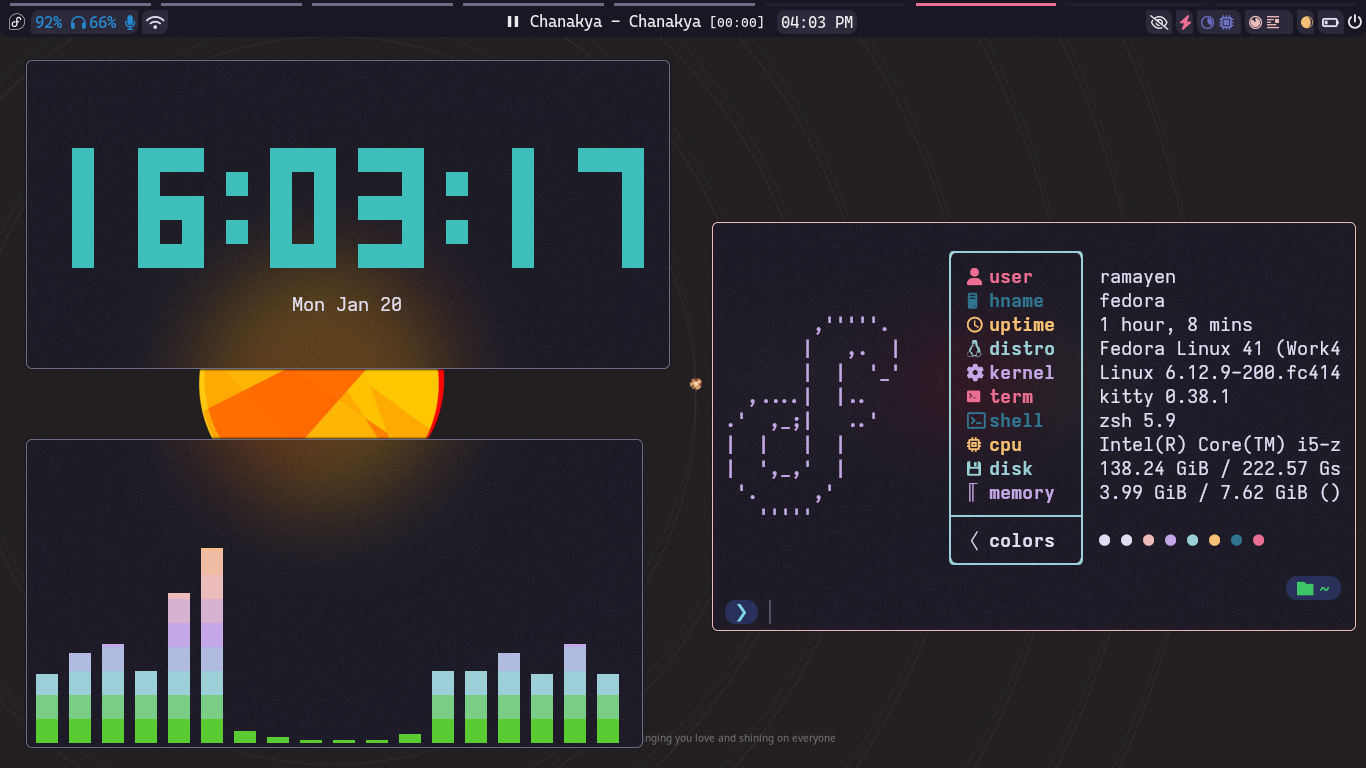 92% 66% Chanakya – Chanakya [00:00] 04:03 PM
16:03:17
Mon Jan 20
user ramayen
hname fedora
uptime 1 hour, 8 mins
distro Fedora Linux 41 (Work4
kernel Linux 6.12.9-200.fc414
term kitty 0.38.1
shell zsh 5.9
cpu Intel(R) Core(TM) i5-z
disk 138.24 GiB / 222.57 Gs
memory 3.99 GiB / 7.62 GiB ()
colors
~
❯
nging you love and shining on everyone